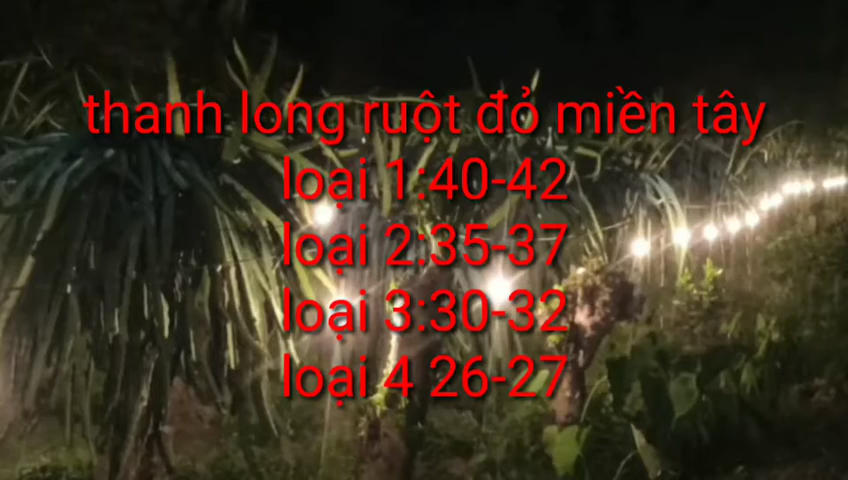 thanh long ruột đỏ miền tây
loại 1:40-42
loại 2:35-37
loại 3:30-32
loại 4 26-27